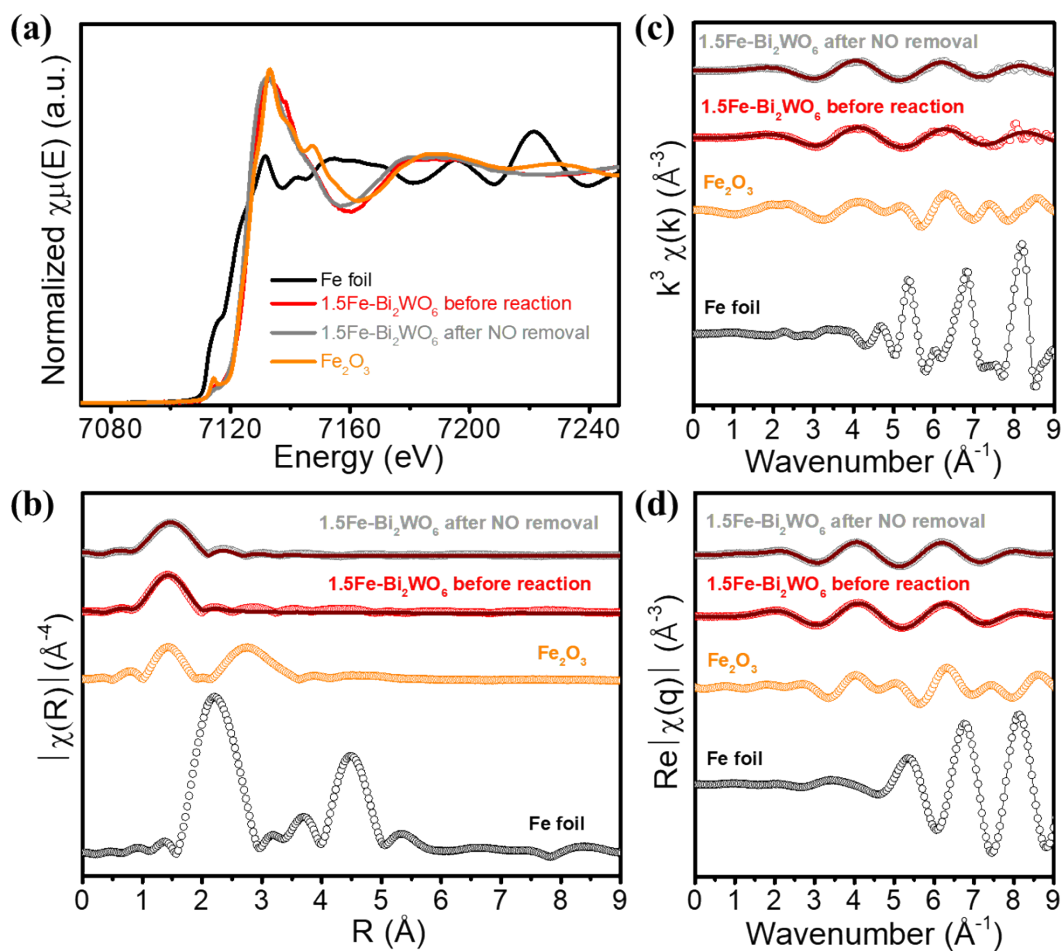 (a)
Normalized χμ(E) (a.u.)
Fe foil
1.5Fe-Bi₂WO₆ before reaction
1.5Fe-Bi₂WO₆ after NO removal
Fe₂O₃
7080 7120 7160 7200 7240
Energy (eV)
(c)
k³ χ(k) (Å⁻³)
1.5Fe-Bi₂WO₆ after NO removal
1.5Fe-Bi₂WO₆ before reaction
Fe₂O₃
Fe foil
0 1 2 3 4 5 6 7 8 9
Wavenumber (Å⁻¹)
(b)
|χ(R)| (Å⁻⁴)
1.5Fe-Bi₂WO₆ after NO removal
1.5Fe-Bi₂WO₆ before reaction
Fe₂O₃
Fe foil
0 1 2 3 4 5 6 7 8 9
R (Å)
(d)
Re|χ(q)| (Å⁻³)
1.5Fe-Bi₂WO₆ after NO removal
1.5Fe-Bi₂WO₆ before reaction
Fe₂O₃
Fe foil
0 1 2 3 4 5 6 7 8 9
Wavenumber (Å⁻¹)